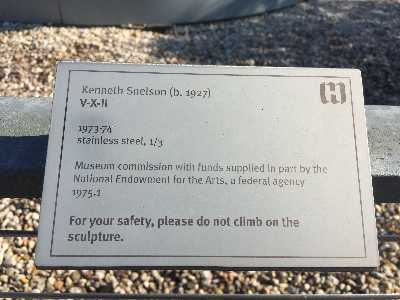 Kenneth Snelson (b. 1927)
V-X-II
1973-74
stainless steel, 1/3
Museum commission with funds supplied in part by the
National Endowment for the Arts, a federal agency
1975.1
For your safety, please do not climb on the
sculpture.